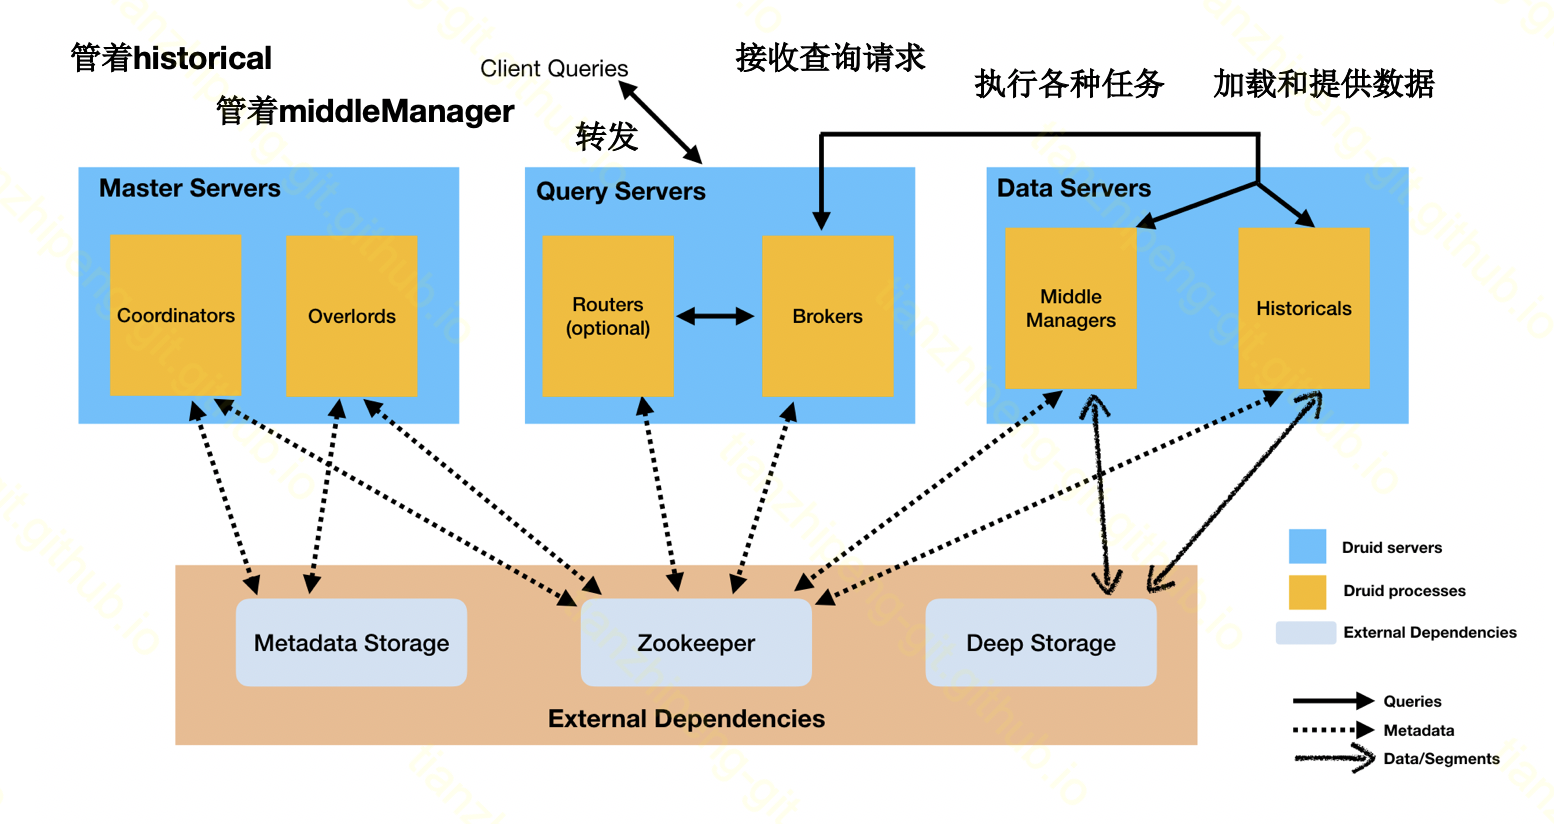 管着historical
管着middleManager
Client Queries
转发
接收查询请求
执行各种任务
加载和提供数据
Master Servers
Coordinators
Overlords
Query Servers
Routers
(optional)
Brokers
Data Servers
Middle
Managers
Historicals
Metadata Storage
Zookeeper
Deep Storage
External Dependencies
Druid servers
Druid processes
External Dependencies
Queries
Metadata
Data/Segments
tianzhipeng-git.github.io